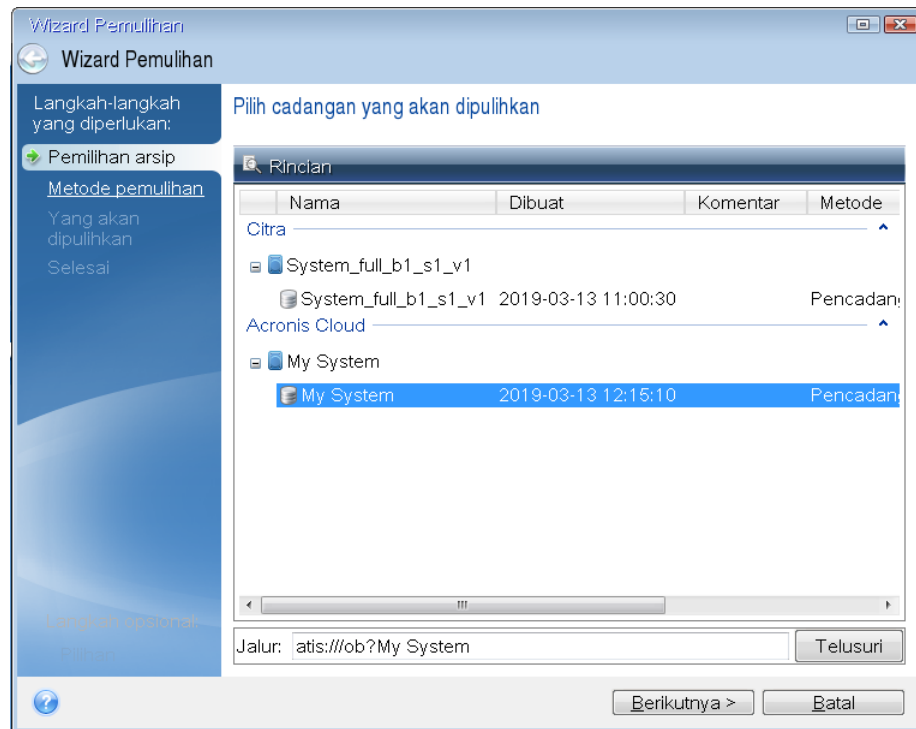 Wizard Pemulihan
Wizard Pemulihan
Langkah-langkah
yang diperlukan:
Pemilihan arsip
Metode pemulihan
Yang akan
dipulihkan
Selesai
Langkah opsional:
Pilihan
Pilih cadangan yang akan dipulihkan
Rincian
Nama Dibuat Komentar Metode
Citra
System_full_b1_s1_v1
System_full_b1_s1_v1 2019-03-13 11:00:30 Pencadang
Acronis Cloud
My System
My System 2019-03-13 12:15:10 Pencadang
Jalur: atis:///ob?My System Telusuri
Berikutnya > Batal